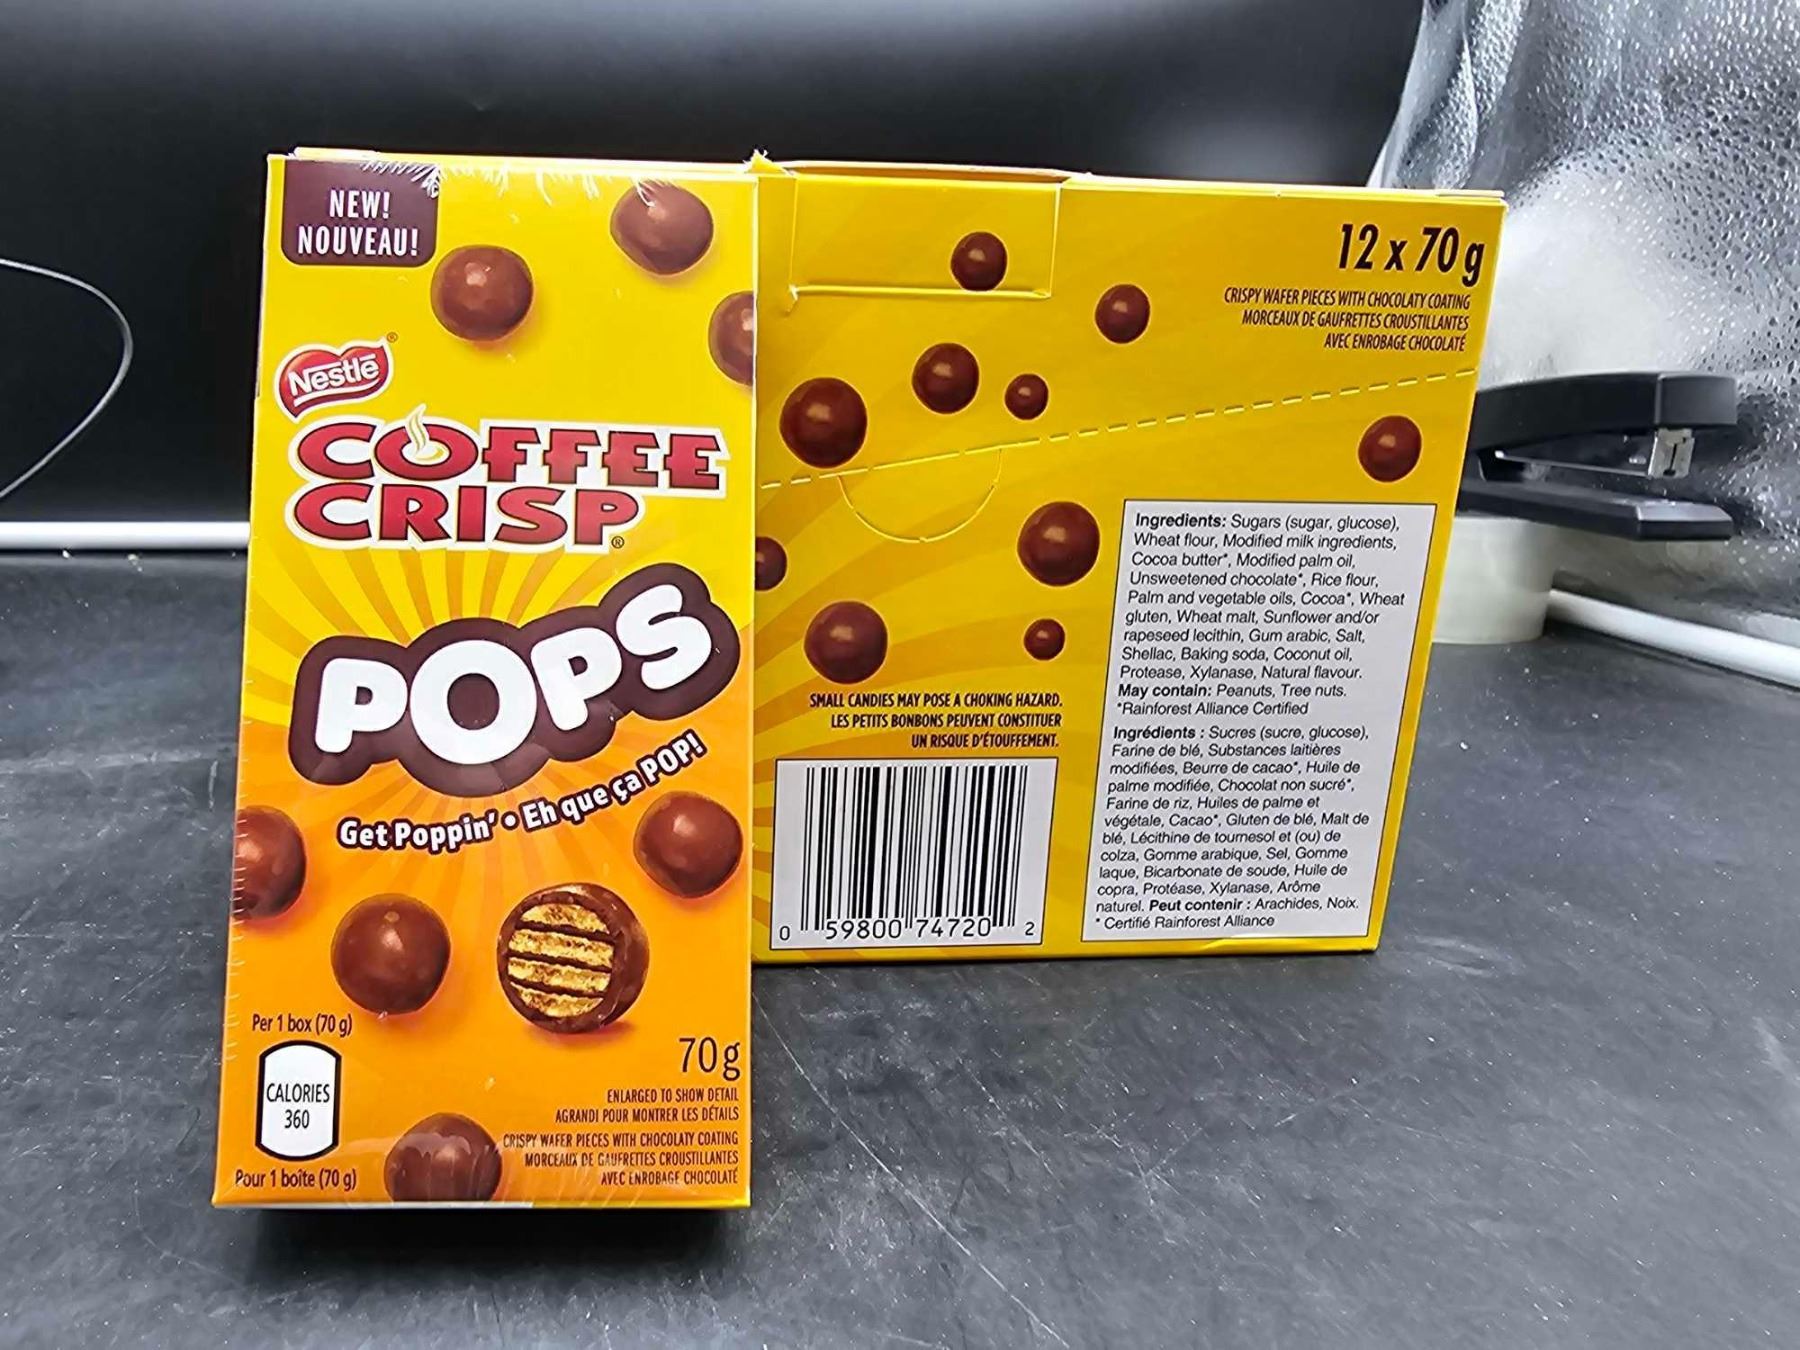 NEW!
NOUVEAU!
Nestlé®
COFFEE
CRISP®
POPS
Get Poppin' • Eh que ça POP!
Per 1 box (70 g)
CALORIES
360
Pour 1 boîte (70 g)
70 g
ENLARGED TO SHOW DETAIL
AGRANDI POUR MONTRER LES DÉTAILS
CRISPY WAFER PIECES WITH CHOCOLATY COATING
MORCEAUX DE GAUFRETTES CROUSTILLANTES
AVEC ENROBAGE CHOCOLATÉ
12 x 70 g
CRISPY WAFER PIECES WITH CHOCOLATY COATING
MORCEAUX DE GAUFRETTES CROUSTILLANTES
AVEC ENROBAGE CHOCOLATÉ
SMALL CANDIES MAY POSE A CHOKING HAZARD.
LES PETITS BONBONS PEUVENT CONSTITUER
UN RISQUE D'ÉTOUFFEMENT.
0 59800 74720 2
Ingredients: Sugars (sugar, glucose),
Wheat flour, Modified milk ingredients,
Cocoa butter*, Modified palm oil,
Unsweetened chocolate*, Rice flour,
Palm and vegetable oils, Cocoa*, Wheat
gluten, Wheat malt, Sunflower and/or
rapeseed lecithin, Gum arabic, Salt,
Shellac, Baking soda, Coconut oil,
Protease, Xylanase, Natural flavour.
May contain: Peanuts, Tree nuts.
*Rainforest Alliance Certified
Ingrédients : Sucres (sucre, glucose),
Farine de blé, Substances laitières
modifiées, Beurre de cacao*, Huile de
palme modifiée, Chocolat non sucré*,
Farine de riz, Huiles de palme et
végétale, Cacao*, Gluten de blé, Malt de
blé, Lécithine de tournesol et (ou) de
colza, Gomme arabique, Sel, Gomme
laque, Bicarbonate de soude, Huile de
copra, Protéase, Xylanase, Arôme
naturel. Peut contenir : Arachides, Noix.
* Certifié Rainforest Alliance